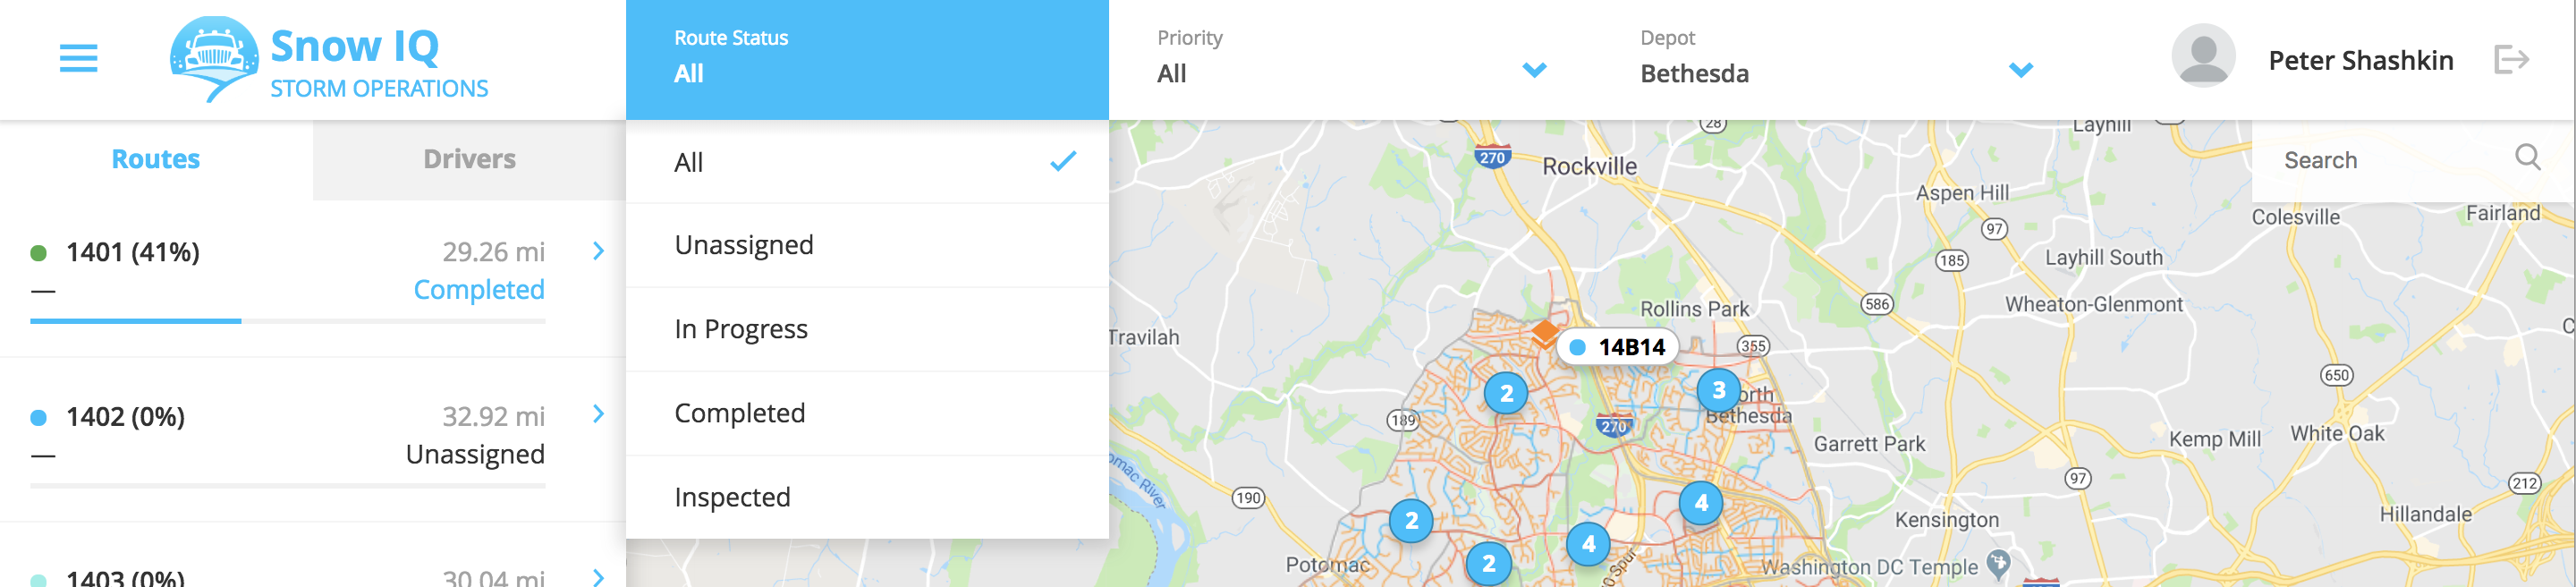 Snow IQ
STORM OPERATIONS
Route Status
All
Priority
All
Depot
Bethesda
Peter Shashkin
Routes
Drivers
1401 (41%)
29.26 mi
—
Completed
1402 (0%)
32.92 mi
—
Unassigned
1403 (0%)
30.04 mi
All
Unassigned
In Progress
Completed
Inspected
Search
28
Layhill
270
Rockville
Aspen Hill
97
Colesville
Fairland
185
Layhill South
586
Wheaton-Glenmont
Rollins Park
Travilah
14B14
355
650
2
3
North
Bethesda
189
270
Garrett Park
Kemp Mill
White Oak
97
212
190
4
2
Kensington
Hillandale
4
2
Potomac
Washington DC Temple